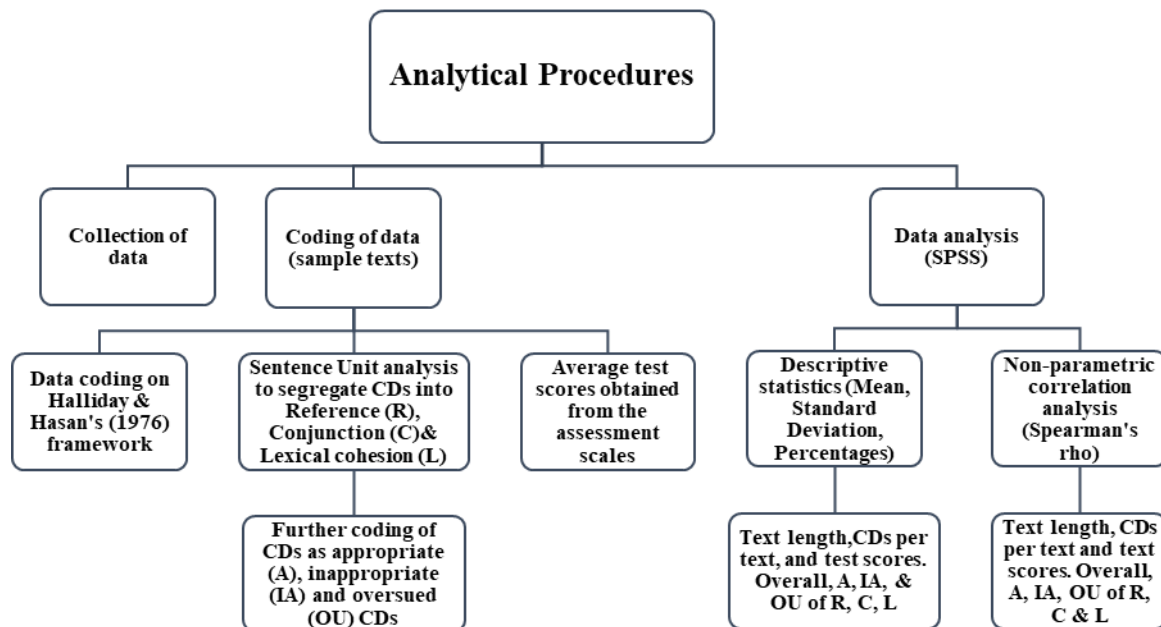 Analytical Procedures
Collection of
data
Coding of data
(sample texts)
Data analysis
(SPSS)
Data coding on
Halliday &
Hasan's (1976)
framework
Sentence Unit analysis
to segregate CDs into
Reference (R),
Conjunction (C)&
Lexical cohesion (L)
Average test
scores obtained
from the
assessment
scales
Descriptive
statistics (Mean,
Standard
Deviation,
Percentages)
Non-parametric
correlation
analysis
(Spearman's
rho)
Further coding of
CDs as appropriate
(A), inappropriate
(IA) and oversued
(OU) CDs
Text length,CDs per
text, and test scores.
Overall, A, IA, &
OU of R, C, L
Text length, CDs
per text and text
scores. Overall,
A, IA, OU of R,
C & L